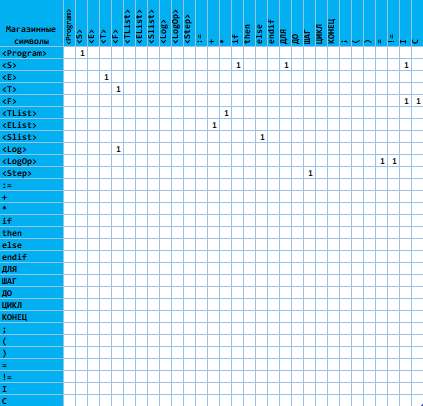 Магазинные символы <Program> <S> <E> <T> <F> <TList> <EList> <Slist> <Log> <LogOp> <Step> := + * if then else endif ДЛЯ ДО ШАГ ЦИКЛ КОНЕЦ ; ( ) = != I C
<Program> 1
<S> 1 1 1
<E> 1
<T> 1
<F> 1 1
<TList> 1
<EList> 1
<Slist> 1
<Log> 1
<LogOp> 1 1
<Step> 1
:=
+
*
if
then
else
endif
ДЛЯ
ШАГ
ДО
ЦИКЛ
КОНЕЦ
;
(
)
=
!=
I
C